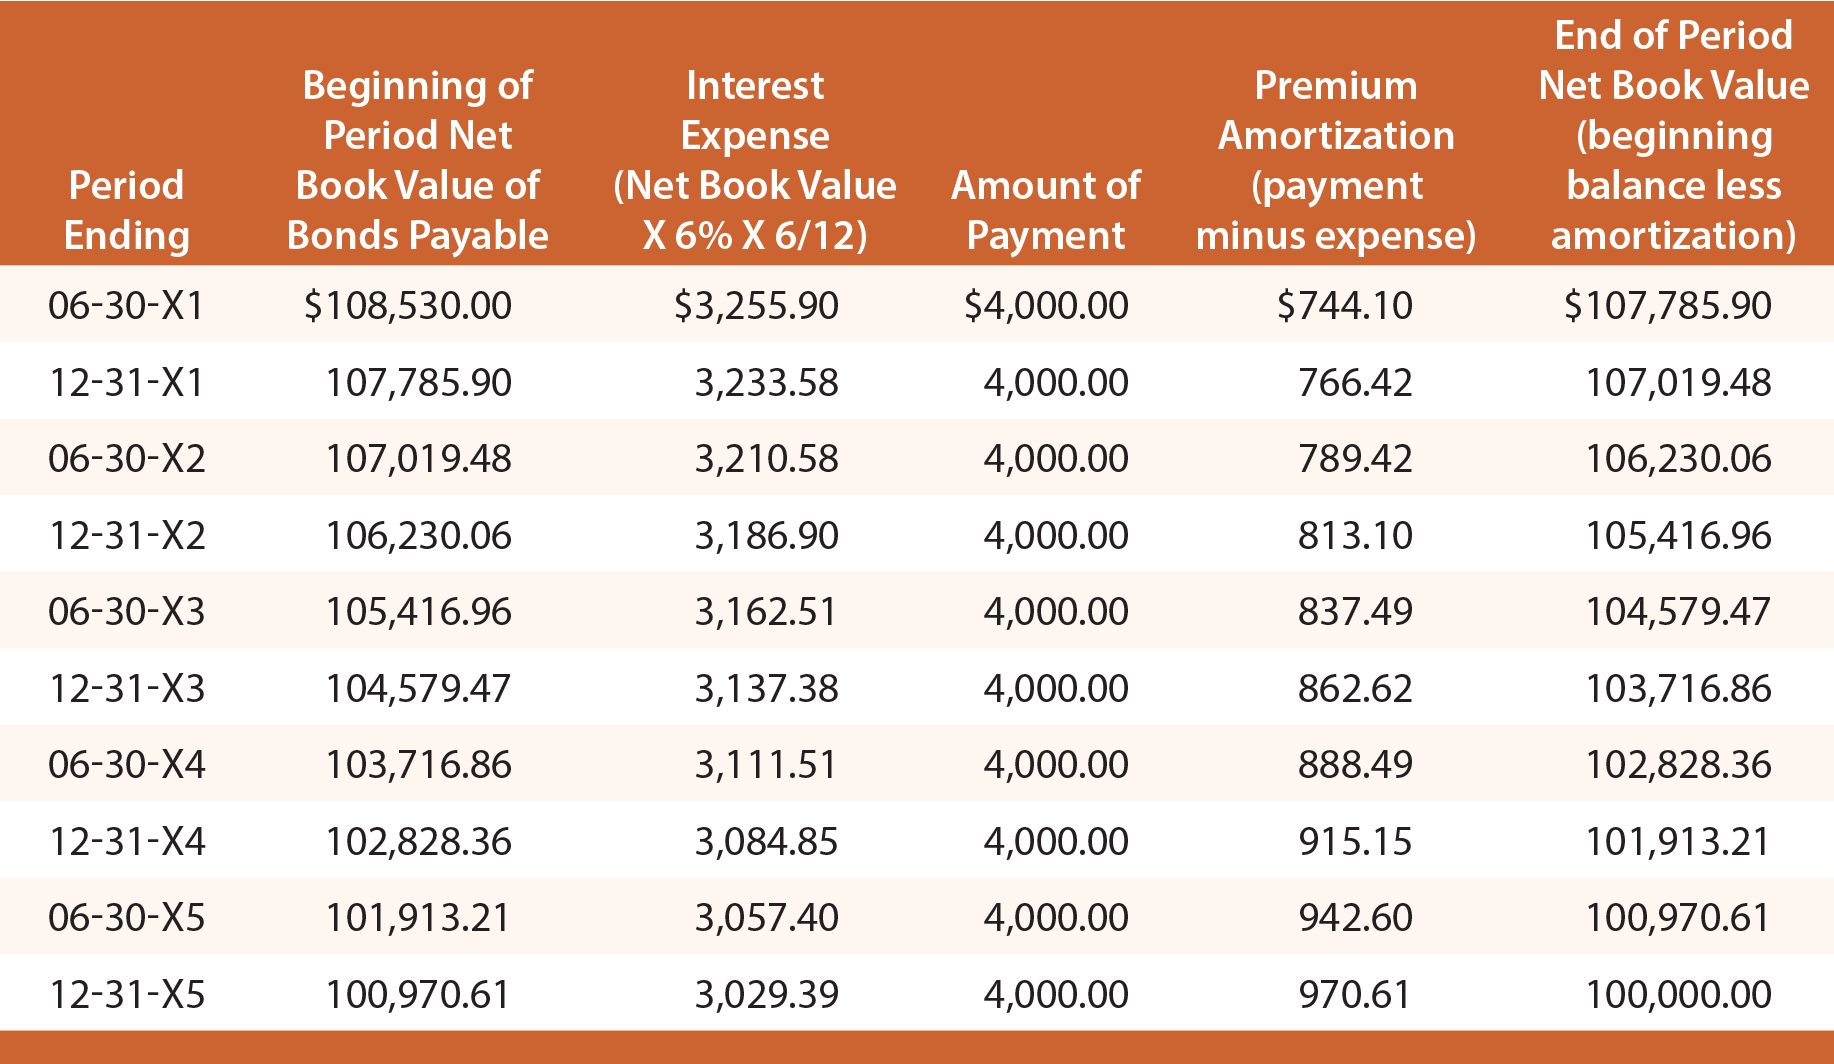 Period Ending | Beginning of Period Net Book Value of Bonds Payable | Interest Expense (Net Book Value X 6% X 6/12) | Amount of Payment | Premium Amortization (payment minus expense) | End of Period Net Book Value (beginning balance less amortization)
06-30-X1 $108,530.00 $3,255.90 $4,000.00 $744.10 $107,785.90
12-31-X1 107,785.90 3,233.58 4,000.00 766.42 107,019.48
06-30-X2 107,019.48 3,210.58 4,000.00 789.42 106,230.06
12-31-X2 106,230.06 3,186.90 4,000.00 813.10 105,416.96
06-30-X3 105,416.96 3,162.51 4,000.00 837.49 104,579.47
12-31-X3 104,579.47 3,137.38 4,000.00 862.62 103,716.86
06-30-X4 103,716.86 3,111.51 4,000.00 888.49 102,828.36
12-31-X4 102,828.36 3,084.85 4,000.00 915.15 101,913.21
06-30-X5 101,913.21 3,057.40 4,000.00 942.60 100,970.61
12-31-X5 100,970.61 3,029.39 4,000.00 970.61 100,000.00